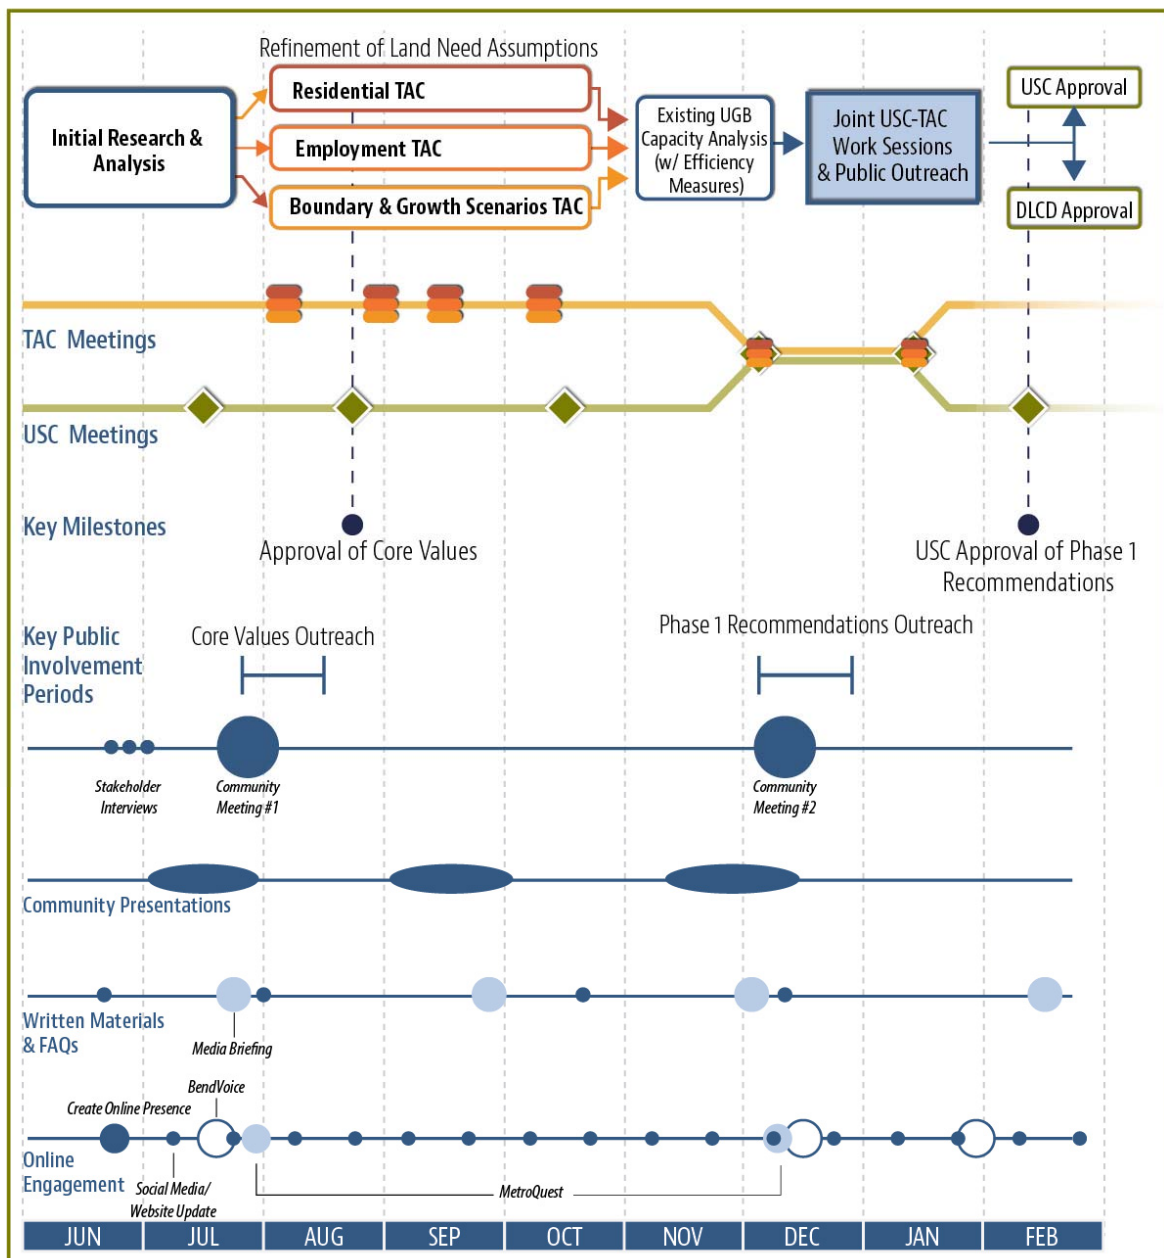 Refinement of Land Need Assumptions
Initial Research &
Analysis
Residential TAC
Employment TAC
Boundary & Growth Scenarios TAC
Existing UGB
Capacity Analysis
(w/ Efficiency
Measures)
Joint USC-TAC
Work Sessions
& Public Outreach
USC Approval
DLCD Approval
TAC Meetings
USC Meetings
Key Milestones
Approval of Core Values
USC Approval of Phase 1
Recommendations
Key Public
Involvement
Periods
Core Values Outreach
Phase 1 Recommendations Outreach
Stakeholder
Interviews
Community
Meeting #1
Community
Meeting #2
Community Presentations
Written Materials
& FAQs
Media Briefing
BendVoice
Create Online Presence
Online
Engagement
Social Media/
Website Update
MetroQuest
JUN JUL AUG SEP OCT NOV DEC JAN FEB